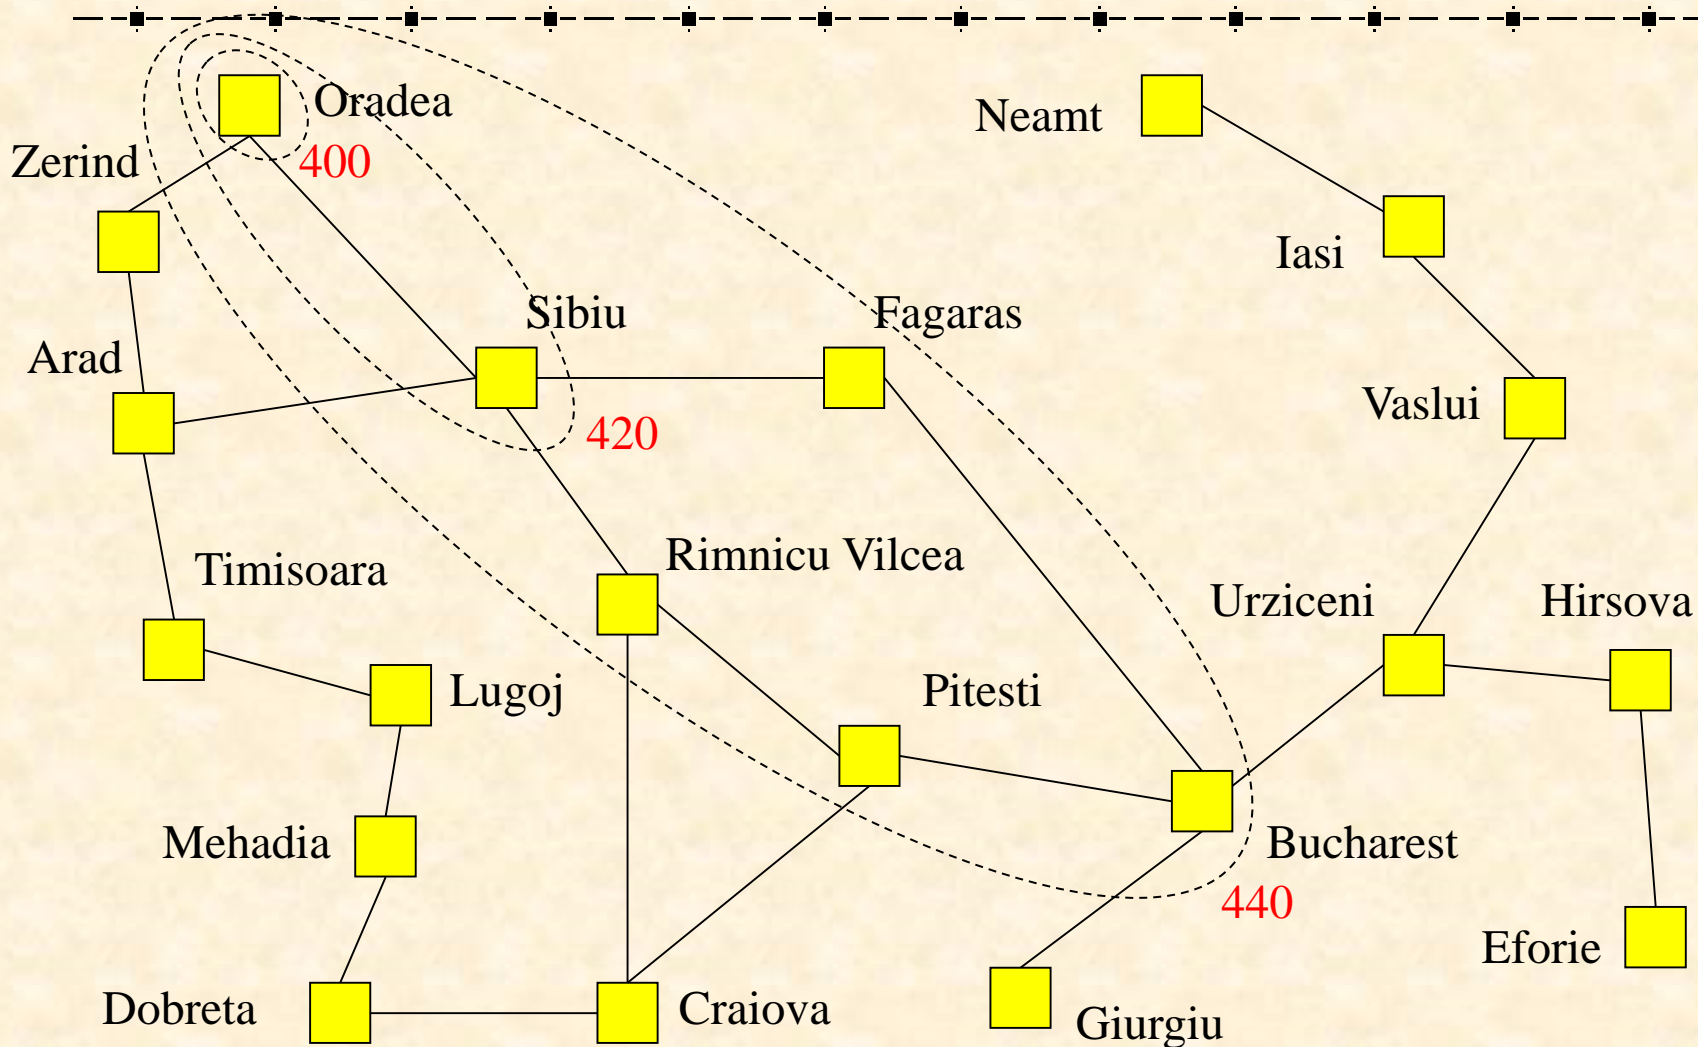 Oradea
Neamt
Zerind
400
Iasi
Sibiu
Fagaras
Arad
Vaslui
420
Rimnicu Vilcea
Timisoara
Urziceni
Hirsova
Lugoj
Pitesti
Mehadia
Bucharest
440
Eforie
Dobreta
Craiova
Giurgiu